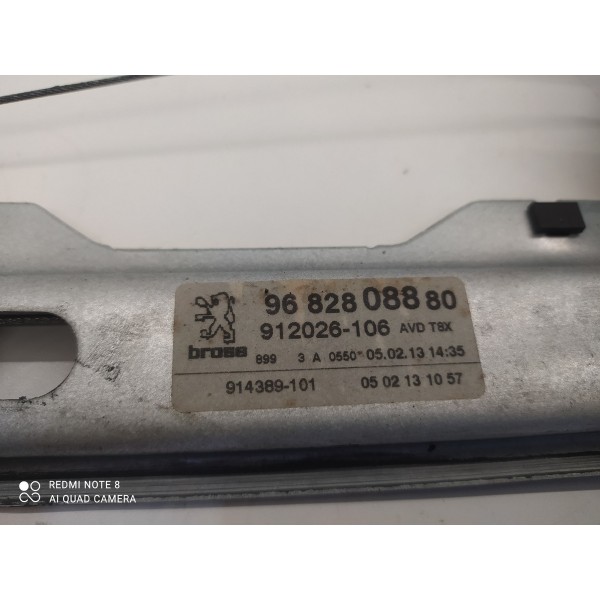 96 828 088 80
912026-106 AVD T8X
brose 899 3 A 0550* 05.02.13 14:35
914389-101 05 02 13 10 57
REDMI NOTE 8
AI QUAD CAMERA